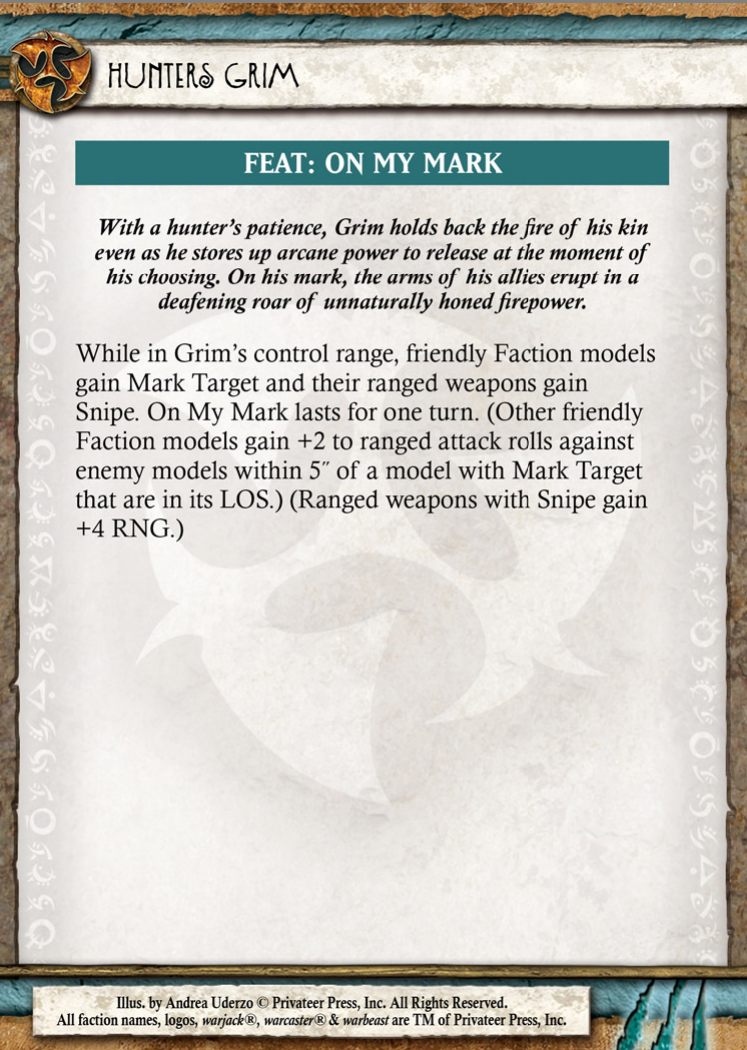 HUNTERS GRIM
FEAT: ON MY MARK
With a hunter's patience, Grim holds back the fire of his kin
even as he stores up arcane power to release at the moment of
his choosing. On his mark, the arms of his allies erupt in a
deafening roar of unnaturally honed firepower.
While in Grim's control range, friendly Faction models
gain Mark Target and their ranged weapons gain
Snipe. On My Mark lasts for one turn. (Other friendly
Faction models gain +2 to ranged attack rolls against
enemy models within 5˝ of a model with Mark Target
that are in its LOS.) (Ranged weapons with Snipe gain
+4 RNG.)
Illus. by Andrea Uderzo © Privateer Press, Inc. All Rights Reserved.
All faction names, logos, warjack®, warcaster® & warbeast are TM of Privateer Press, Inc.